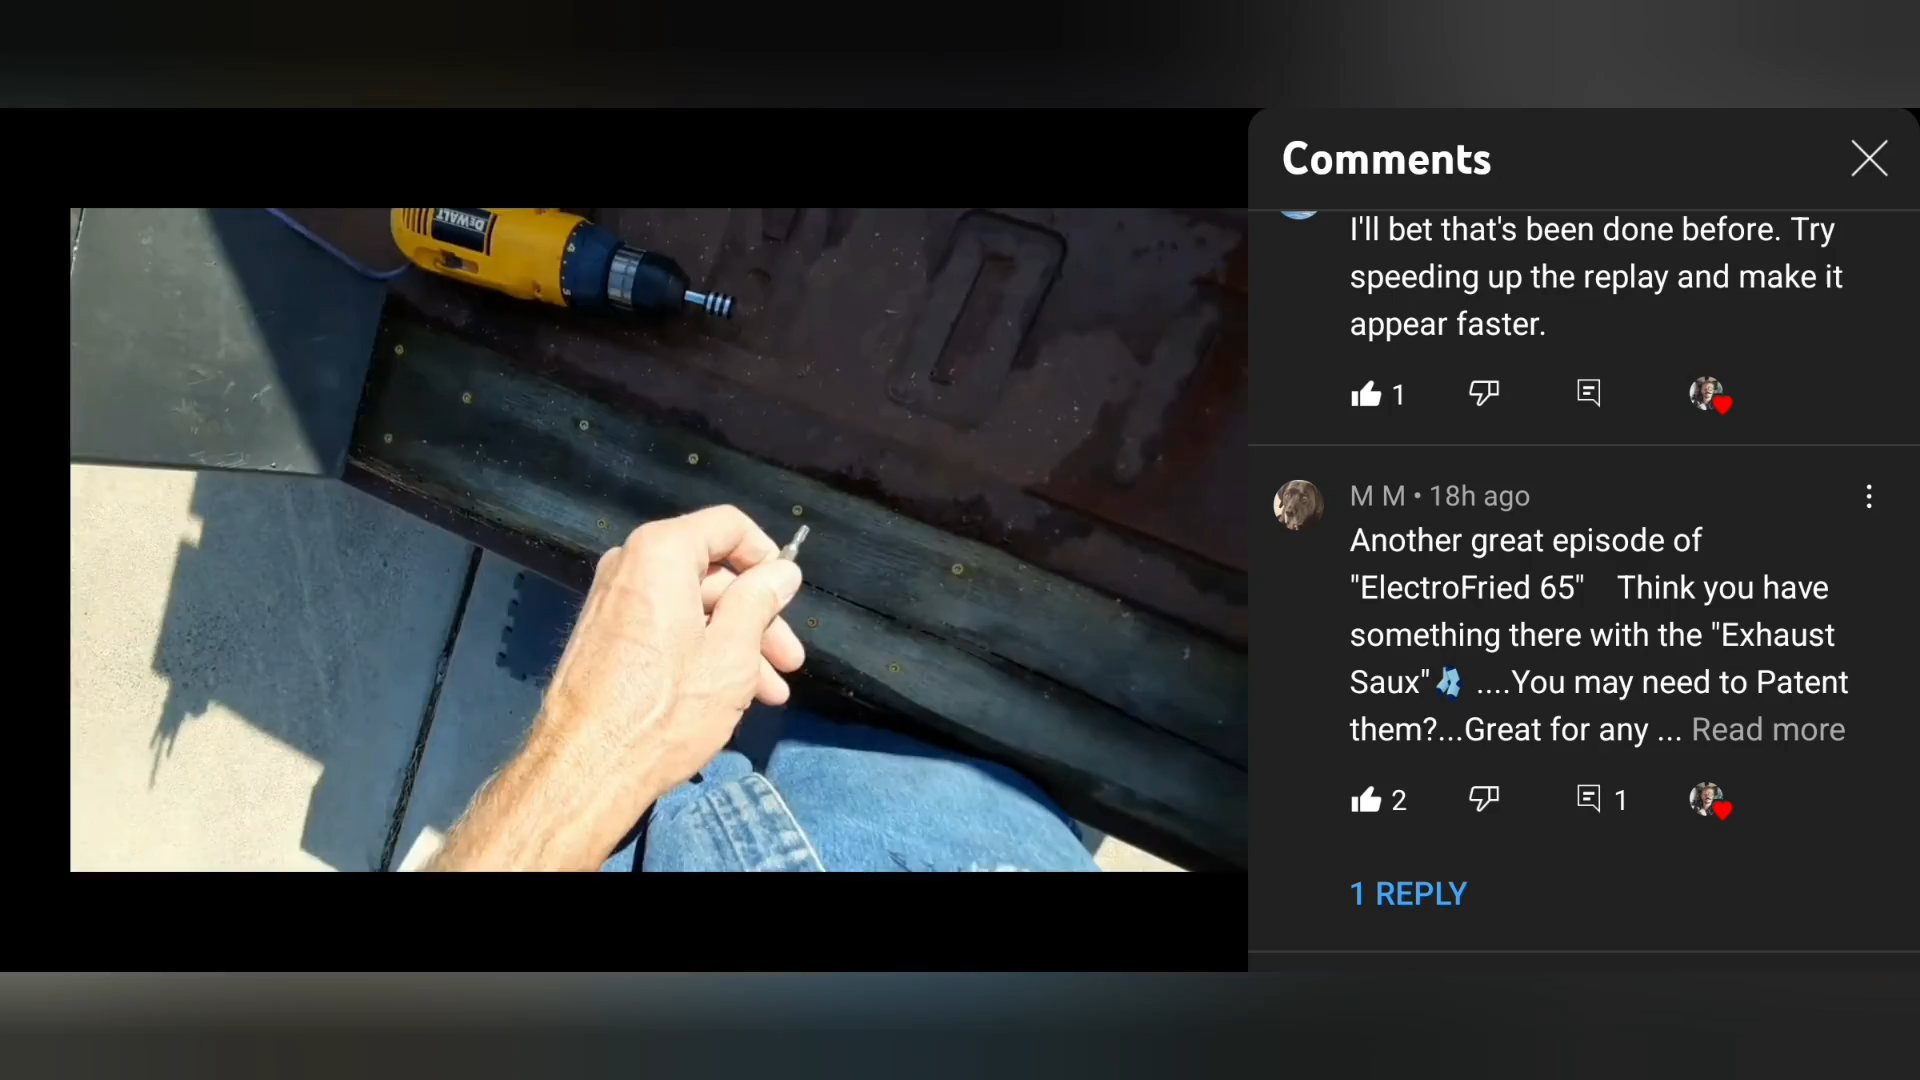 Comments
DEWALT
I'll bet that's been done before. Try
speeding up the replay and make it
appear faster.
1
M M • 18h ago
Another great episode of
"ElectroFried 65" Think you have
something there with the "Exhaust
Saux"🩳 ....You may need to Patent
them?...Great for any ... Read more
2
1
1 REPLY